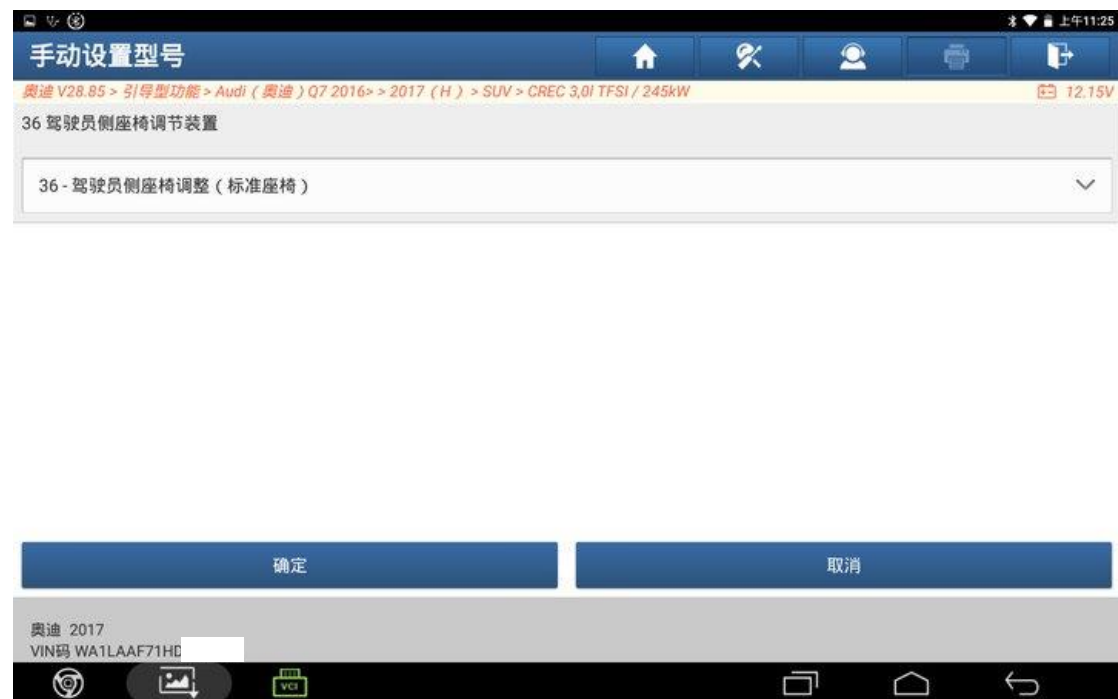 上午11:25
手动设置型号
奥迪 V28.85 > 引导型功能 > Audi（奥迪）Q7 2016> > 2017（H）> SUV > CREC 3,0l TFSI / 245kW
12.15V
36 驾驶员侧座椅调节装置
36 - 驾驶员侧座椅调整（标准座椅）
确定
取消
奥迪 2017
VIN码 WA1LAAF71HD
VCI